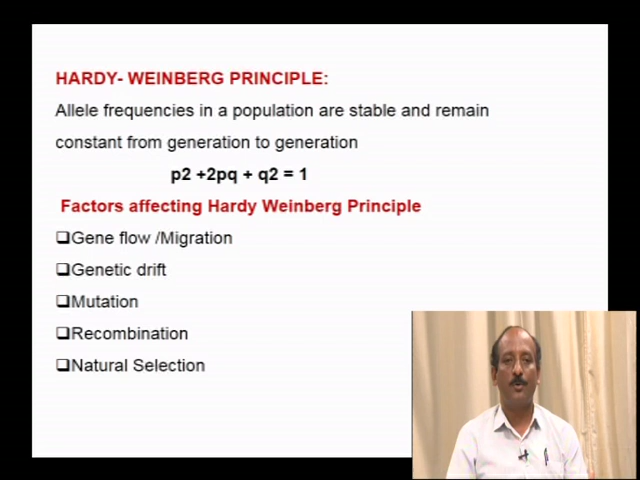 HARDY- WEINBERG PRINCIPLE:
Allele frequencies in a population are stable and remain
constant from generation to generation
p2 +2pq + q2 = 1
Factors affecting Hardy Weinberg Principle
❑Gene flow /Migration
❑Genetic drift
❑Mutation
❑Recombination
❑Natural Selection